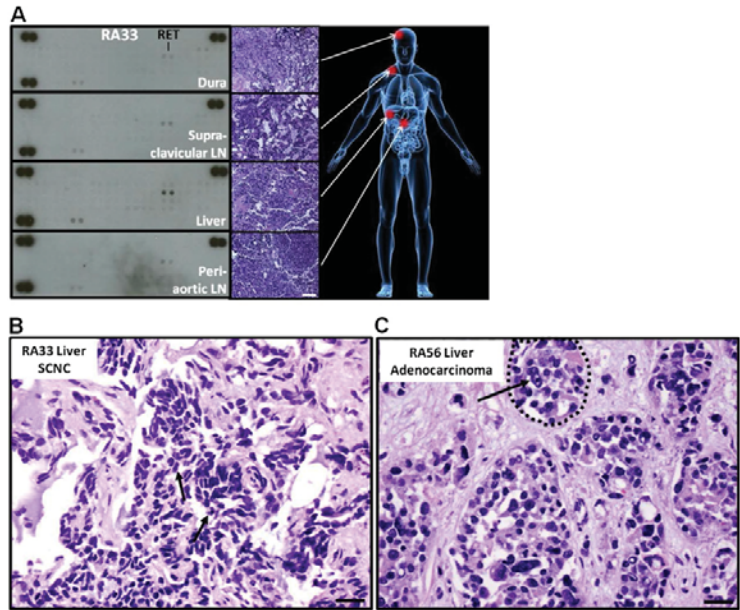 A
RA33
RET
Dura
Supra-
clavicular LN
Liver
Peri-
aortic LN
B
RA33 Liver
SCNC
C
RA56 Liver
Adenocarcinoma